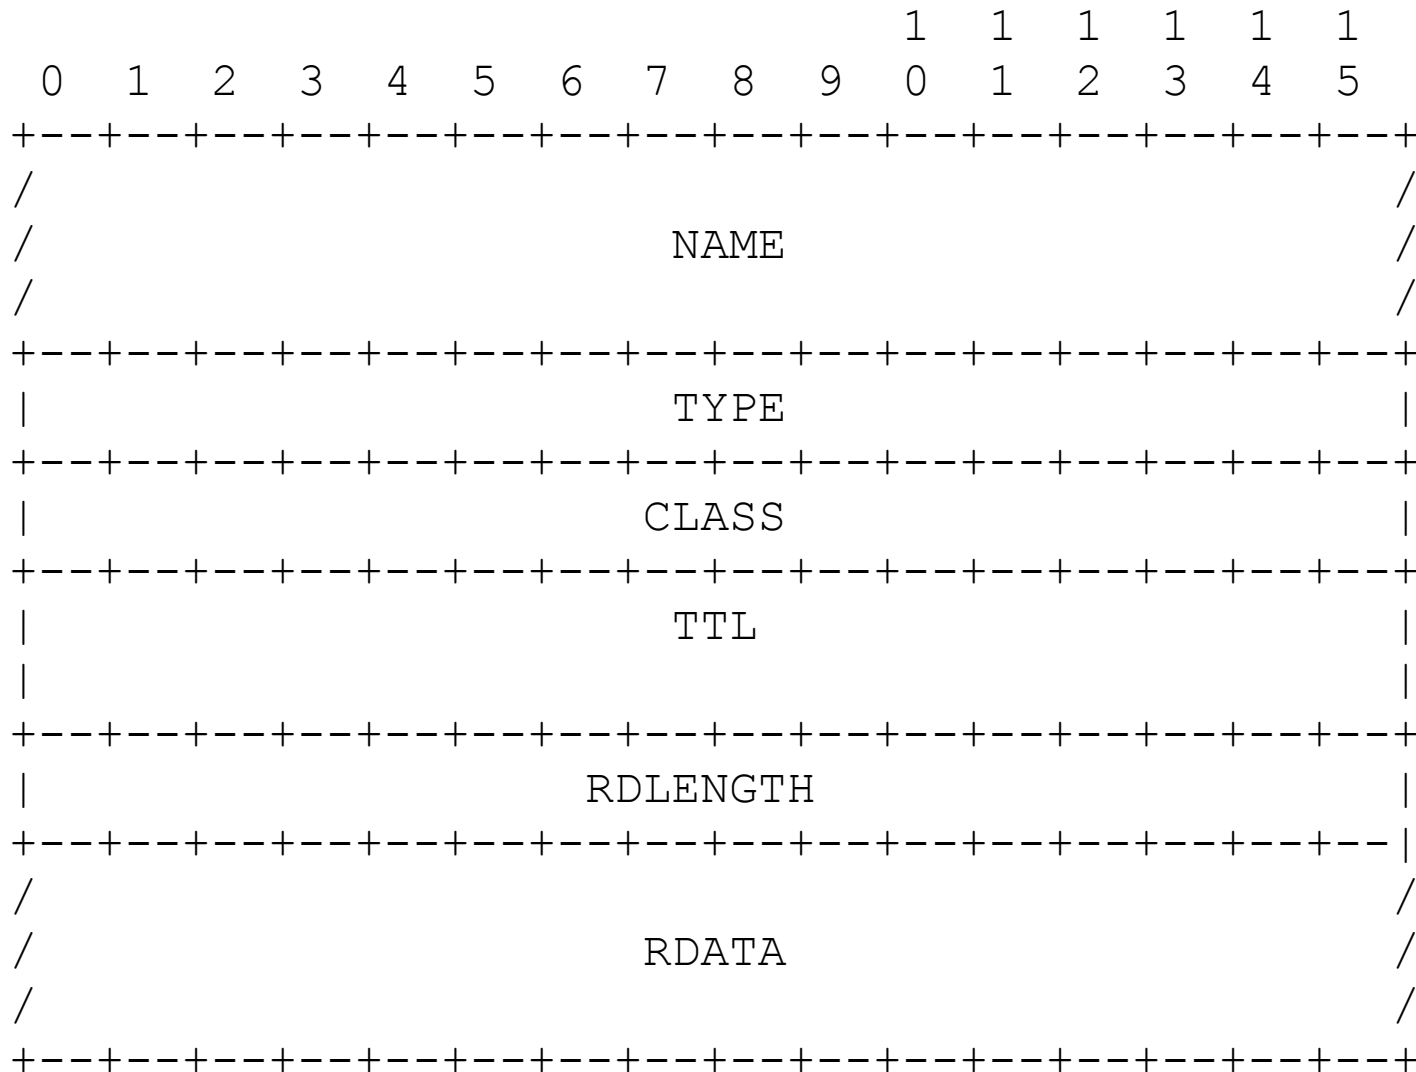 1  1  1  1  1  1
 0  1  2  3  4  5  6  7  8  9  0  1  2  3  4  5
+--+--+--+--+--+--+--+--+--+--+--+--+--+--+--+--+
/                                               /
/                      NAME                     /
/                                               /
+--+--+--+--+--+--+--+--+--+--+--+--+--+--+--+--+
|                      TYPE                     |
+--+--+--+--+--+--+--+--+--+--+--+--+--+--+--+--+
|                     CLASS                     |
+--+--+--+--+--+--+--+--+--+--+--+--+--+--+--+--+
|                      TTL                      |
|                                               |
+--+--+--+--+--+--+--+--+--+--+--+--+--+--+--+--+
|                   RDLENGTH                    |
+--+--+--+--+--+--+--+--+--+--+--+--+--+--+--+--|
/                                               /
/                     RDATA                     /
/                                               /
+--+--+--+--+--+--+--+--+--+--+--+--+--+--+--+--+